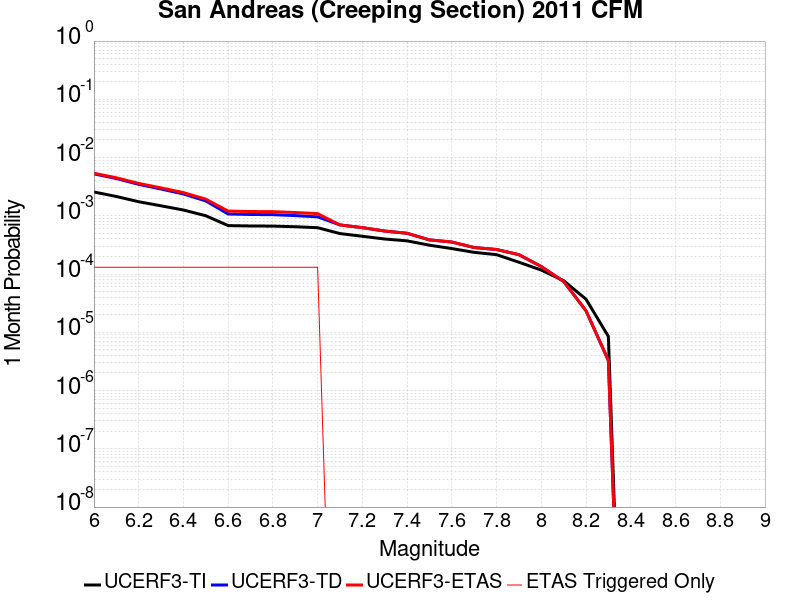 San Andreas (Creeping Section) 2011 CFM
10 0
10 -1
10 -2
10 -3
10 -4
10 -5
10 -6
10 -7
10 -8
1 Month Probability
6 6.2 6.4 6.6 6.8 7 7.2 7.4 7.6 7.8 8 8.2 8.4 8.6 8.8 9
Magnitude
UCERF3-TI UCERF3-TD UCERF3-ETAS ETAS Triggered Only